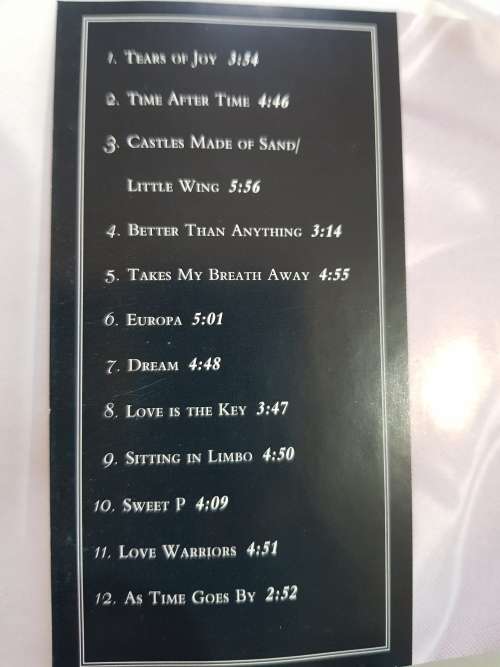 1. Tears of Joy 3:54
2. Time After Time 4:46
3. Castles Made of Sand/
Little Wing 5:56
4. Better Than Anything 3:14
5. Takes My Breath Away 4:55
6. Europa 5:01
7. Dream 4:48
8. Love is the Key 3:47
9. Sitting in Limbo 4:50
10. Sweet P 4:09
11. Love Warriors 4:51
12. As Time Goes By 2:52